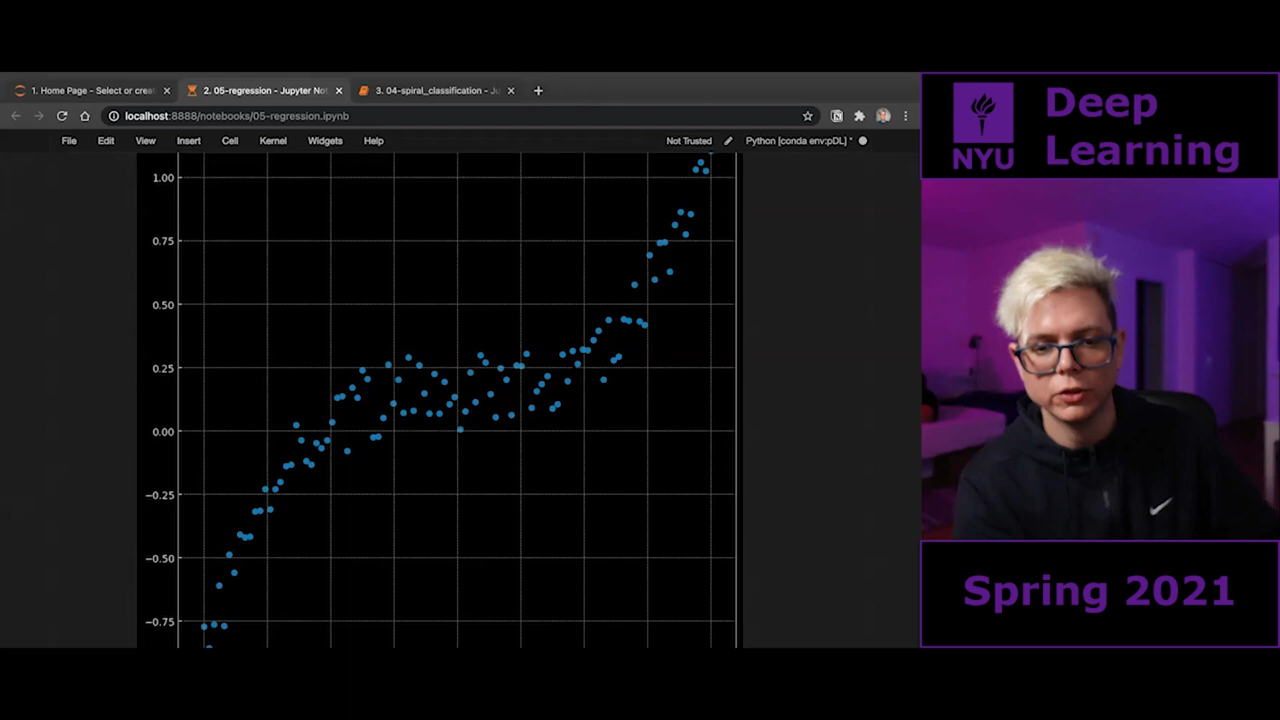 1. Home Page - Select or creat
2. 05-regression - Jupyter Not
3. 04-spiral_classification - Ju
localhost:8888/notebooks/05-regression.ipynb
File Edit View Insert Cell Kernel Widgets Help Not Trusted Python [conda env:pDL] *
1.00
0.75
0.50
0.25
0.00
−0.25
−0.50
−0.75
NYU
Deep
Learning
Spring 2021